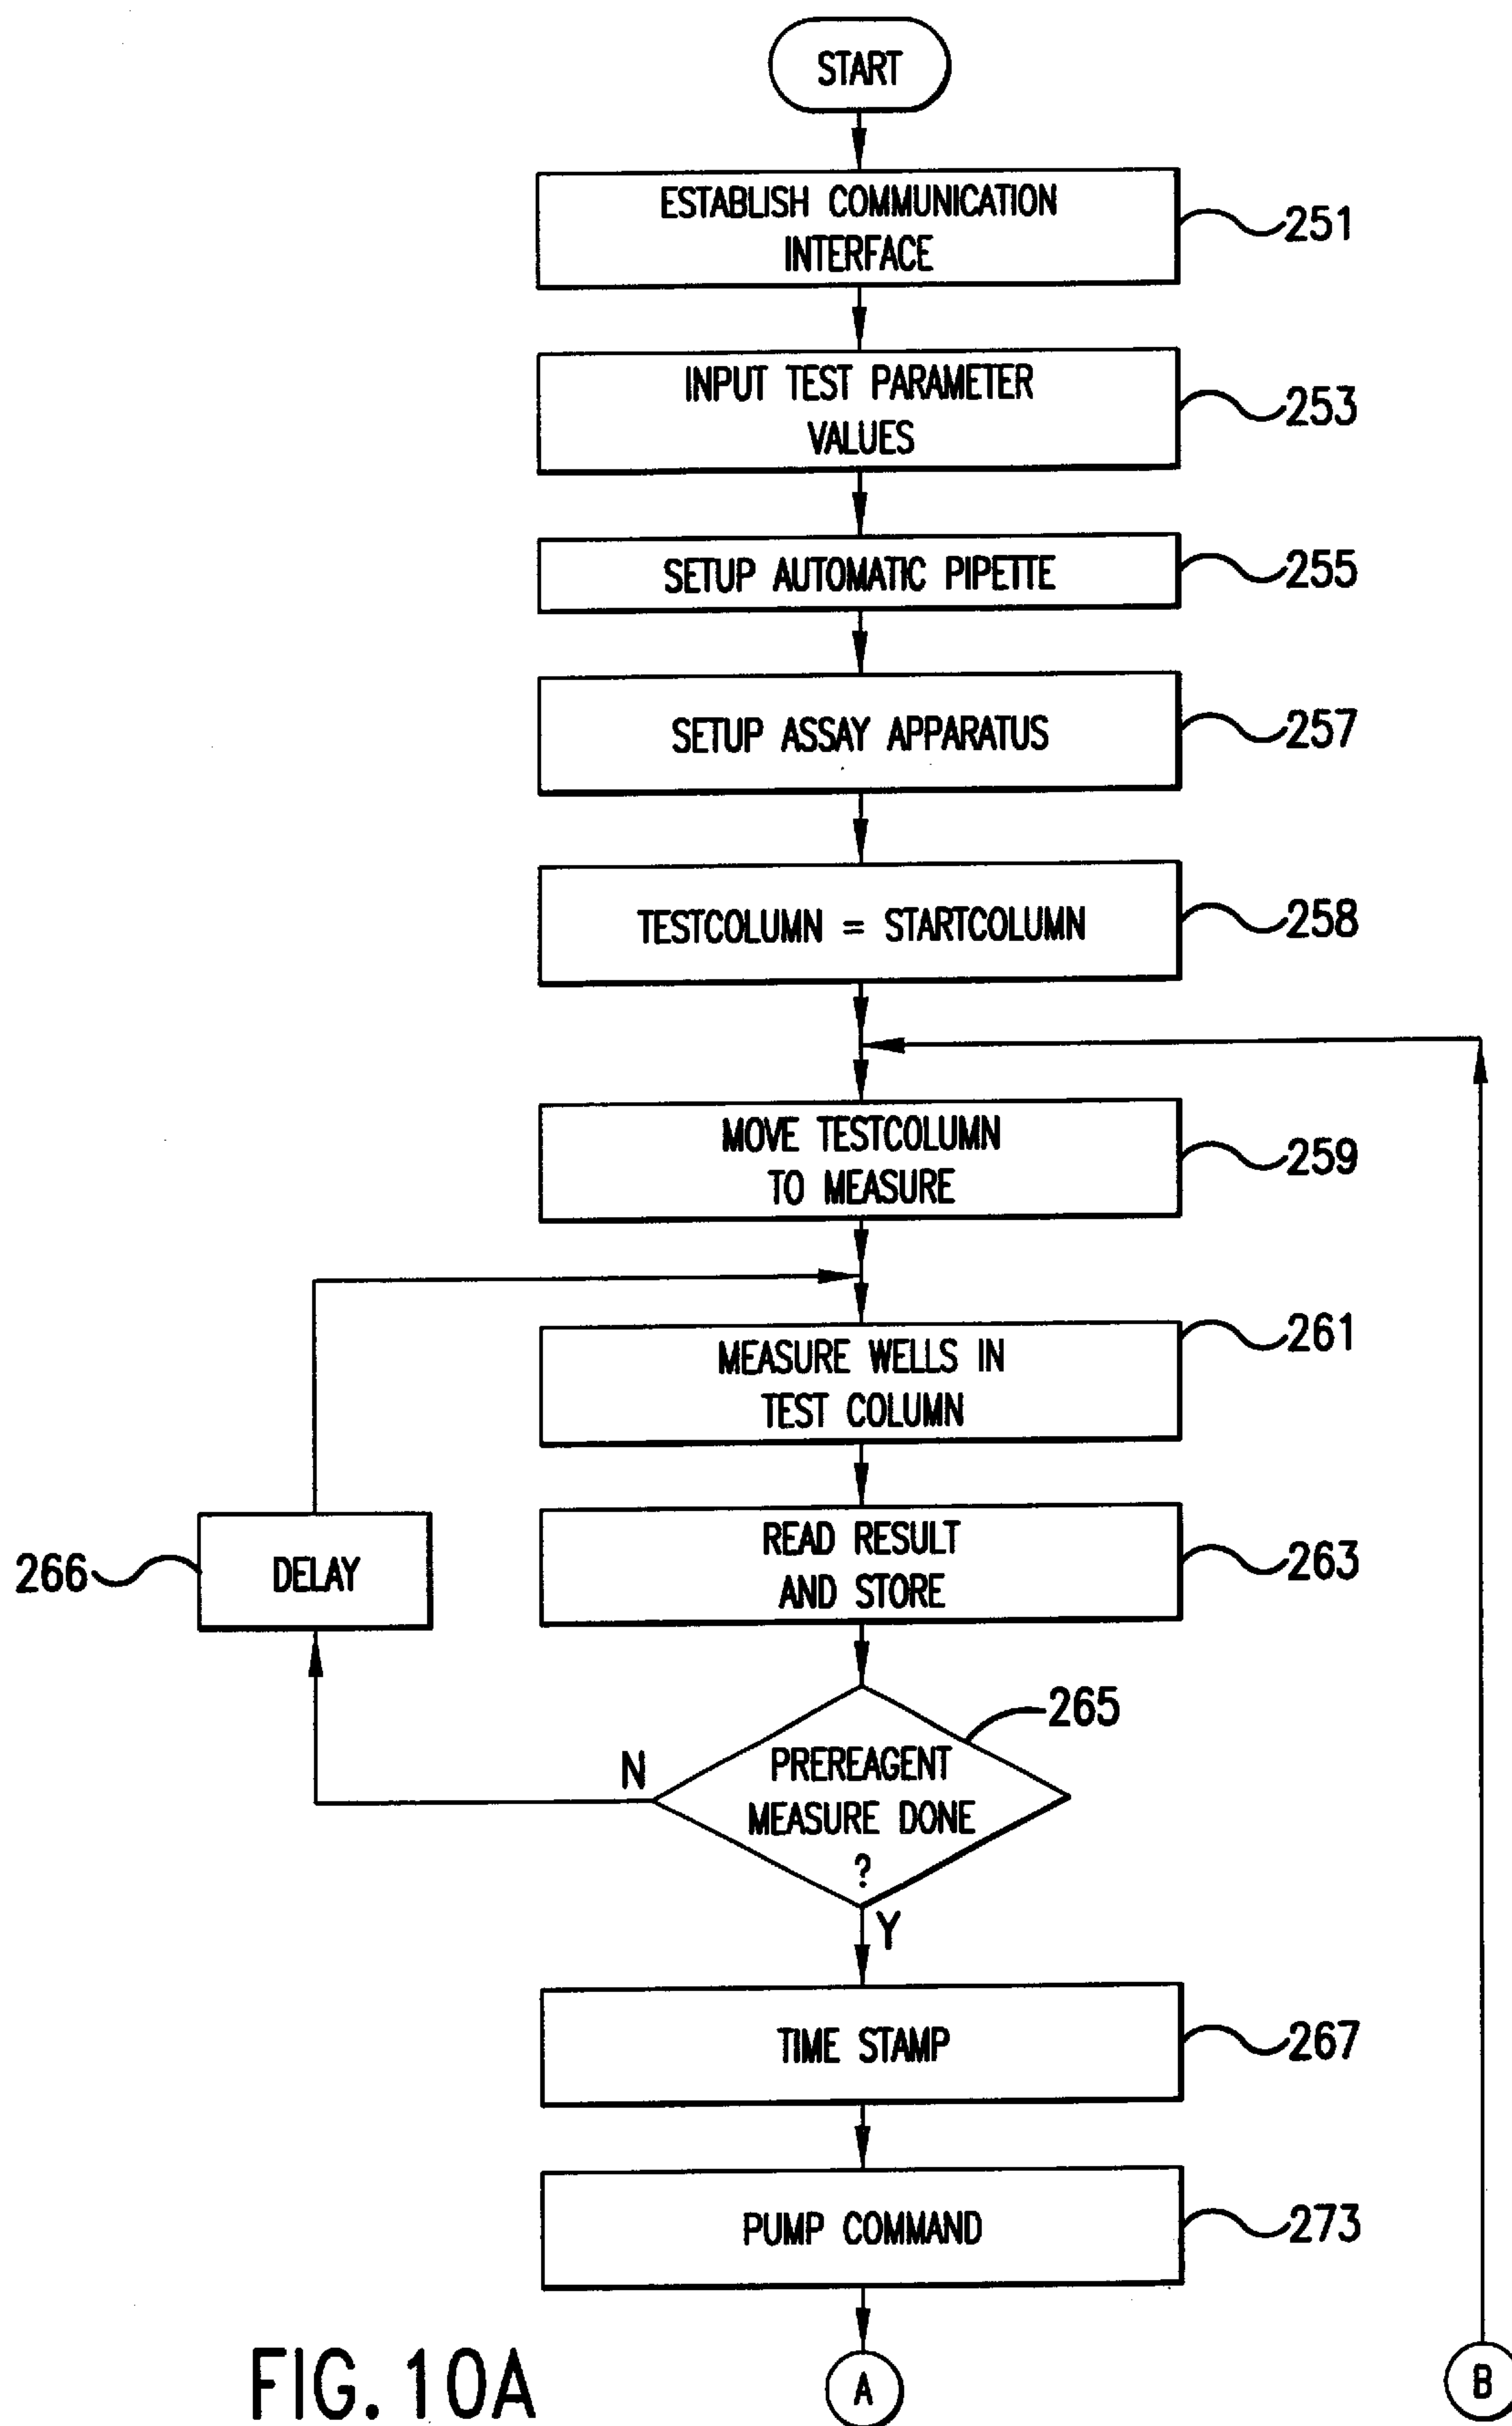 START
ESTABLISH COMMUNICATION
INTERFACE
251
INPUT TEST PARAMETER
VALUES
253
SETUP AUTOMATIC PIPETTE
255
SETUP ASSAY APPARATUS
257
TESTCOLUMN = STARTCOLUMN
258
MOVE TESTCOLUMN
TO MEASURE
259
MEASURE WELLS IN
TEST COLUMN
261
READ RESULT
AND STORE
263
266
DELAY
265
N
PREREAGENT
MEASURE DONE
?
Y
TIME STAMP
267
PUMP COMMAND
273
FIG. 10A
A
B